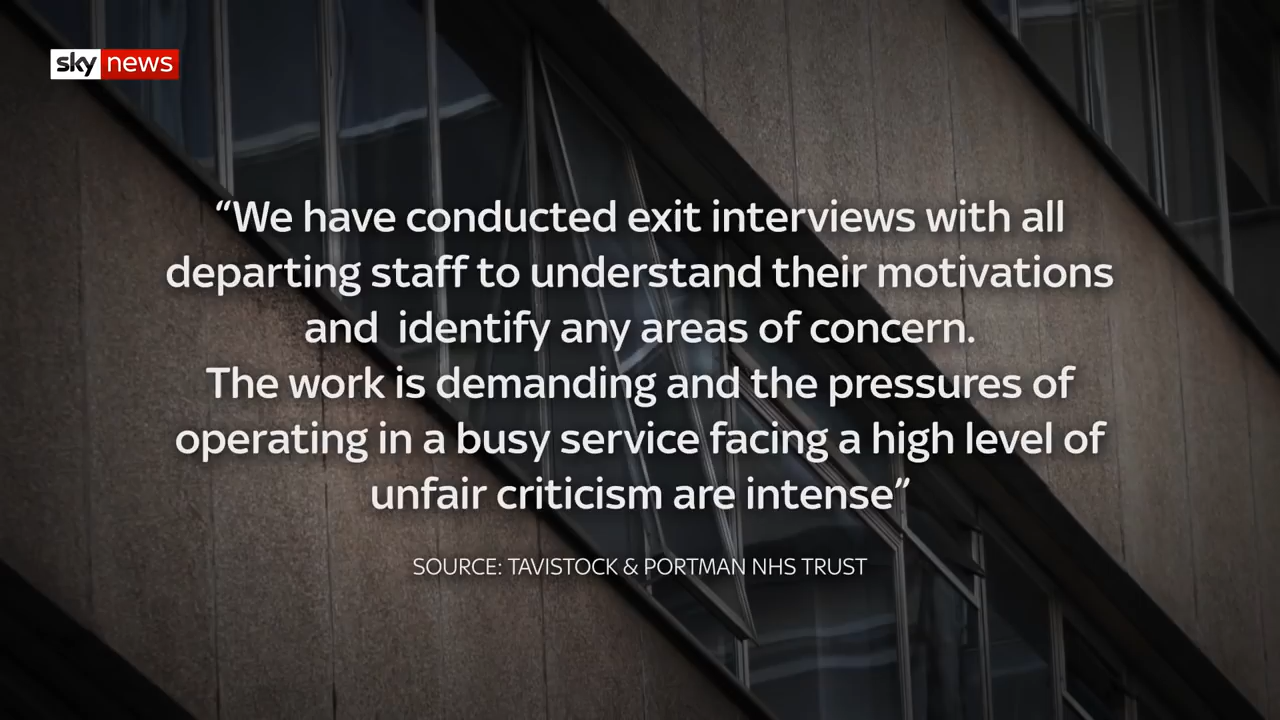 sky news
“We have conducted exit interviews with all
departing staff to understand their motivations
and  identify any areas of concern.
The work is demanding and the pressures of
operating in a busy service facing a high level of
unfair criticism are intense”
SOURCE: TAVISTOCK & PORTMAN NHS TRUST